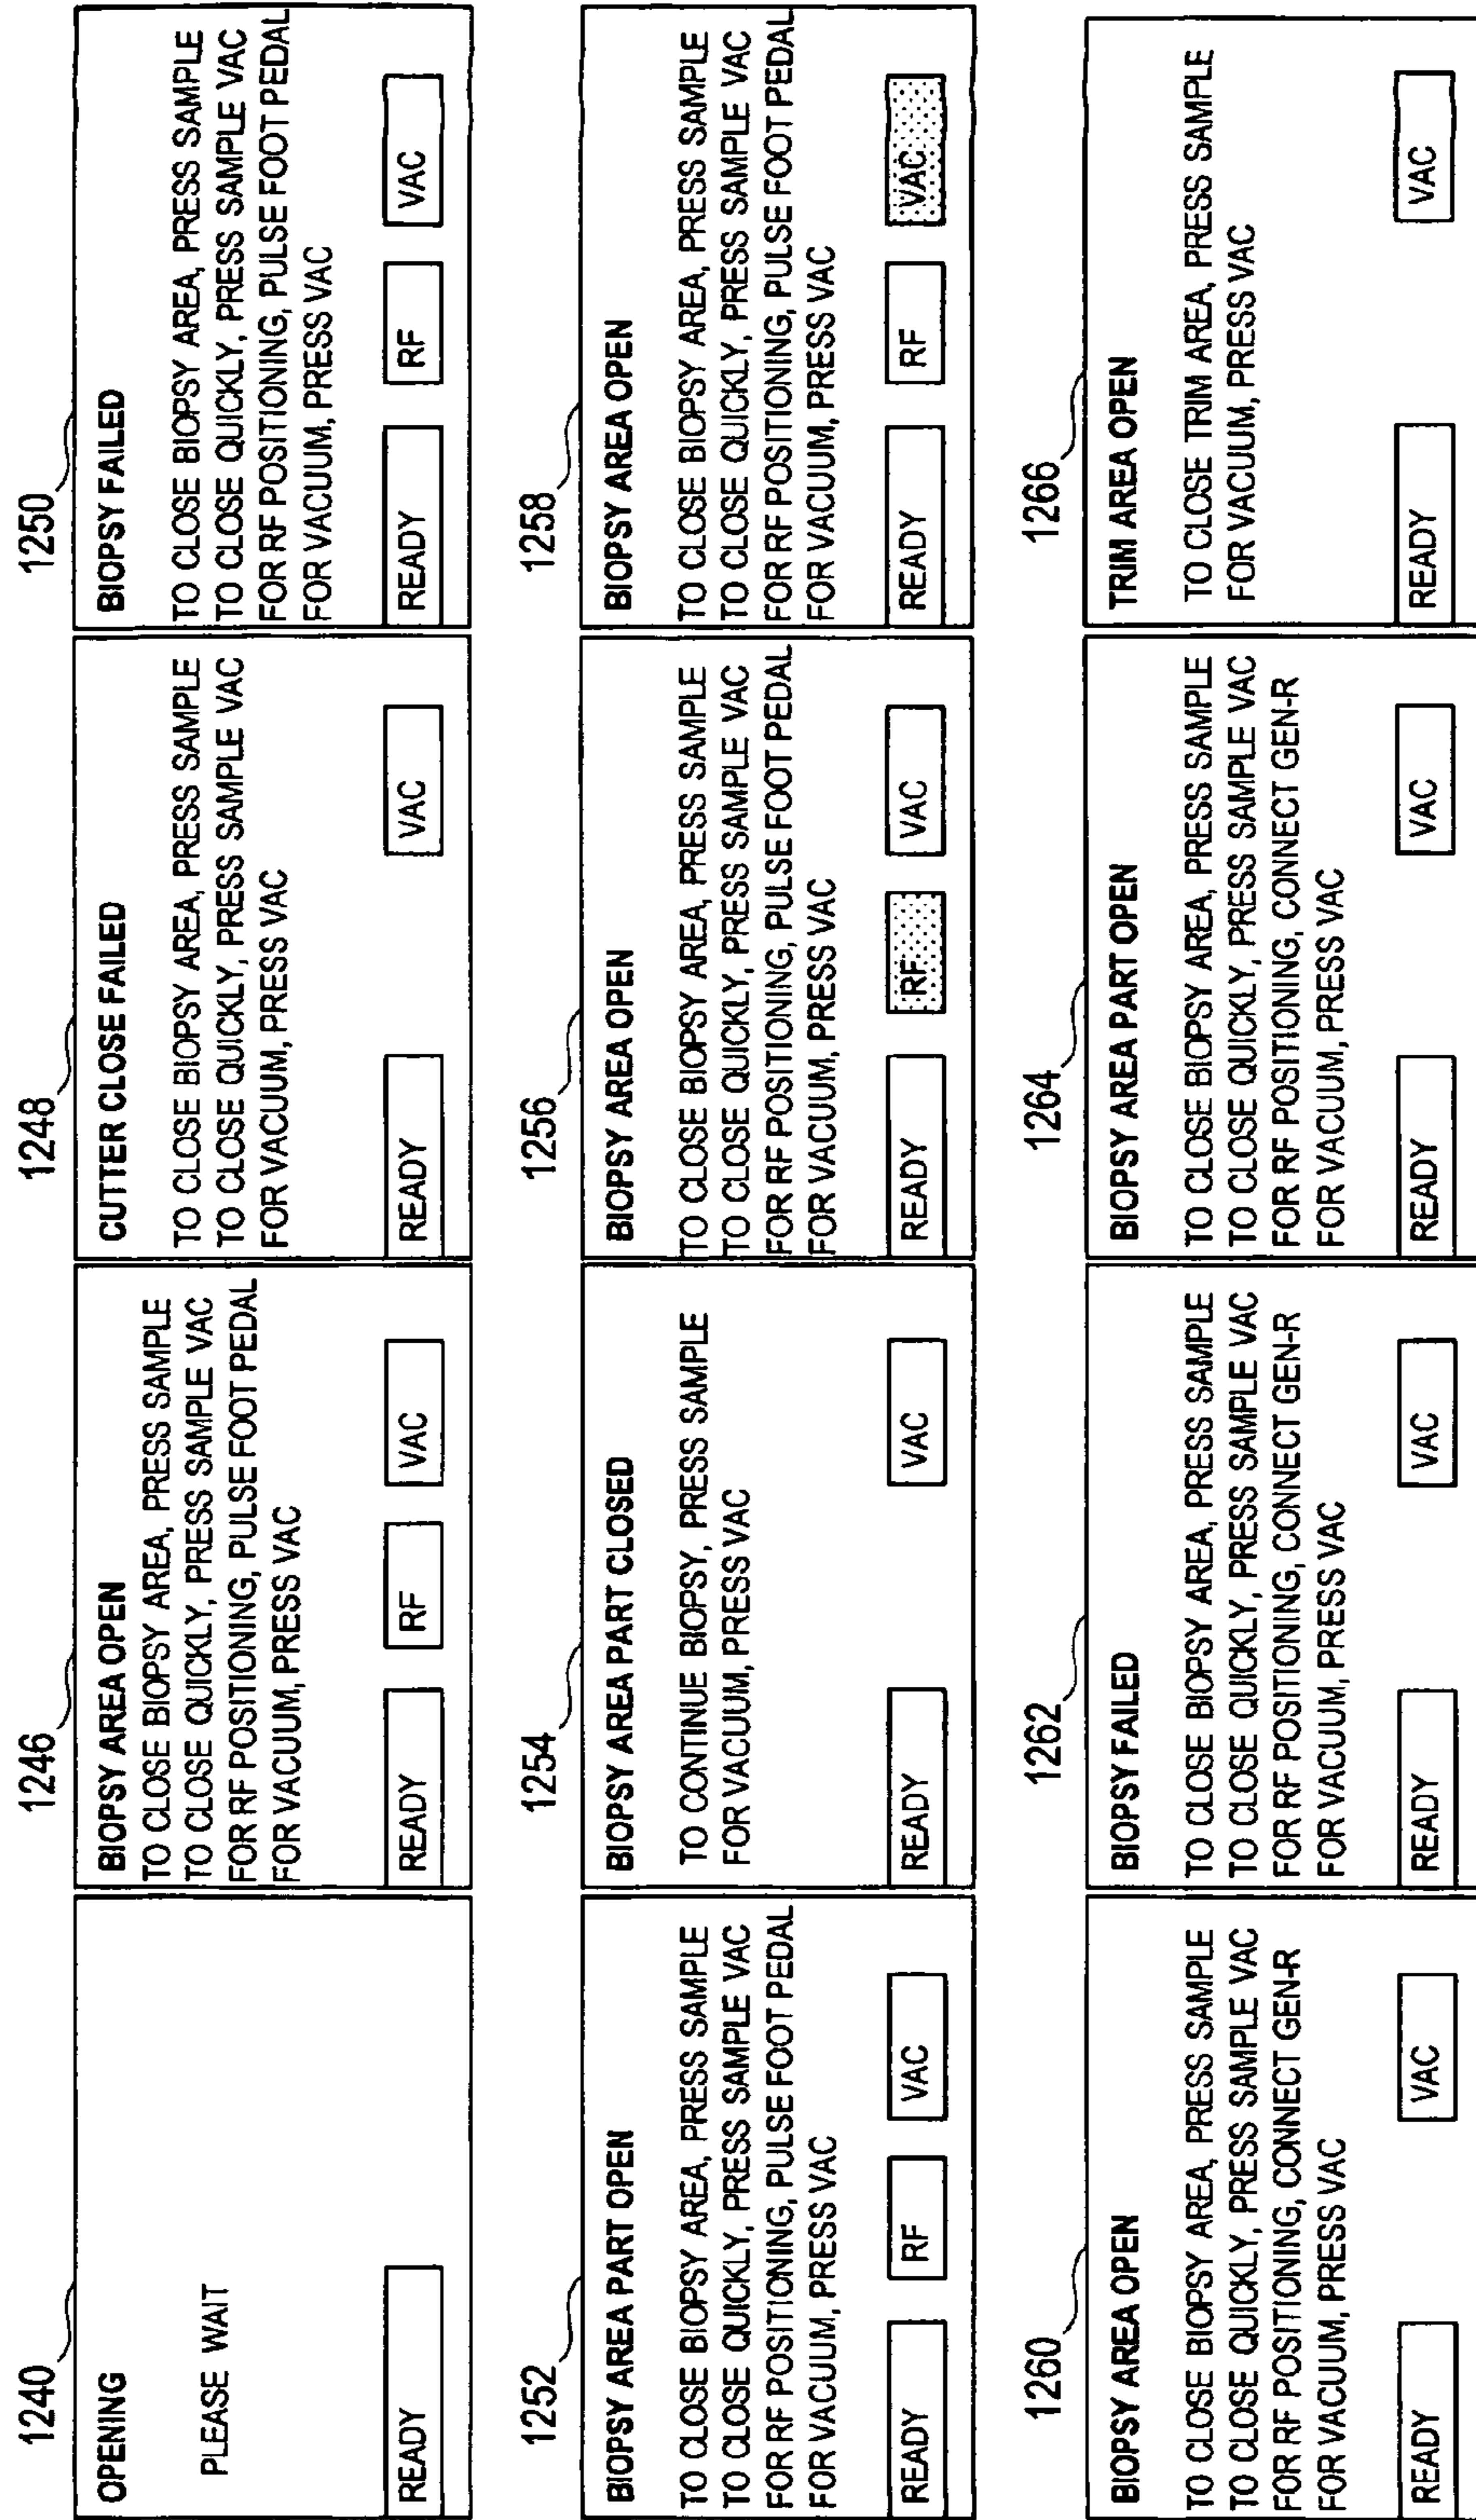 1240
OPENING
PLEASE WAIT
READY
1246
BIOPSY AREA OPEN
TO CLOSE BIOPSY AREA, PRESS SAMPLE
TO CLOSE QUICKLY, PRESS SAMPLE VAC
FOR RF POSITIONING, PULSE FOOT PEDAL
FOR VACUUM, PRESS VAC
READY RF VAC
1248
CUTTER CLOSE FAILED
TO CLOSE BIOPSY AREA, PRESS SAMPLE
TO CLOSE QUICKLY, PRESS SAMPLE VAC
FOR VACUUM, PRESS VAC
READY VAC
1250
BIOPSY FAILED
TO CLOSE BIOPSY AREA, PRESS SAMPLE
TO CLOSE QUICKLY, PRESS SAMPLE VAC
FOR RF POSITIONING, PULSE FOOT PEDAL
FOR VACUUM, PRESS VAC
READY RF VAC
1252
BIOPSY AREA PART OPEN
TO CLOSE BIOPSY AREA, PRESS SAMPLE
TO CLOSE QUICKLY, PRESS SAMPLE VAC
FOR RF POSITIONING, PULSE FOOT PEDAL
FOR VACUUM, PRESS VAC
READY RF VAC
1254
BIOPSY AREA PART CLOSED
TO CONTINUE BIOPSY, PRESS SAMPLE
FOR VACUUM, PRESS VAC
READY VAC
1256
BIOPSY AREA OPEN
TO CLOSE BIOPSY AREA, PRESS SAMPLE
TO CLOSE QUICKLY, PRESS SAMPLE VAC
FOR RF POSITIONING, PULSE FOOT PEDAL
FOR VACUUM, PRESS VAC
READY RF VAC
1258
BIOPSY AREA OPEN
TO CLOSE BIOPSY AREA, PRESS SAMPLE
TO CLOSE QUICKLY, PRESS SAMPLE VAC
FOR RF POSITIONING, PULSE FOOT PEDAL
FOR VACUUM, PRESS VAC
READY RF VAC
1260
BIOPSY AREA OPEN
TO CLOSE BIOPSY AREA, PRESS SAMPLE
TO CLOSE QUICKLY, PRESS SAMPLE VAC
FOR RF POSITIONING, CONNECT GEN-R
FOR VACUUM, PRESS VAC
READY VAC
1262
BIOPSY FAILED
TO CLOSE BIOPSY AREA, PRESS SAMPLE
TO CLOSE QUICKLY, PRESS SAMPLE VAC
FOR RF POSITIONING, CONNECT GEN-R
FOR VACUUM, PRESS VAC
READY VAC
1264
BIOPSY AREA PART OPEN
TO CLOSE BIOPSY AREA, PRESS SAMPLE
TO CLOSE QUICKLY, PRESS SAMPLE VAC
FOR RF POSITIONING, CONNECT GEN-R
FOR VACUUM, PRESS VAC
READY VAC
1266
TRIM AREA OPEN
TO CLOSE TRIM AREA, PRESS SAMPLE
FOR VACUUM, PRESS VAC
READY VAC